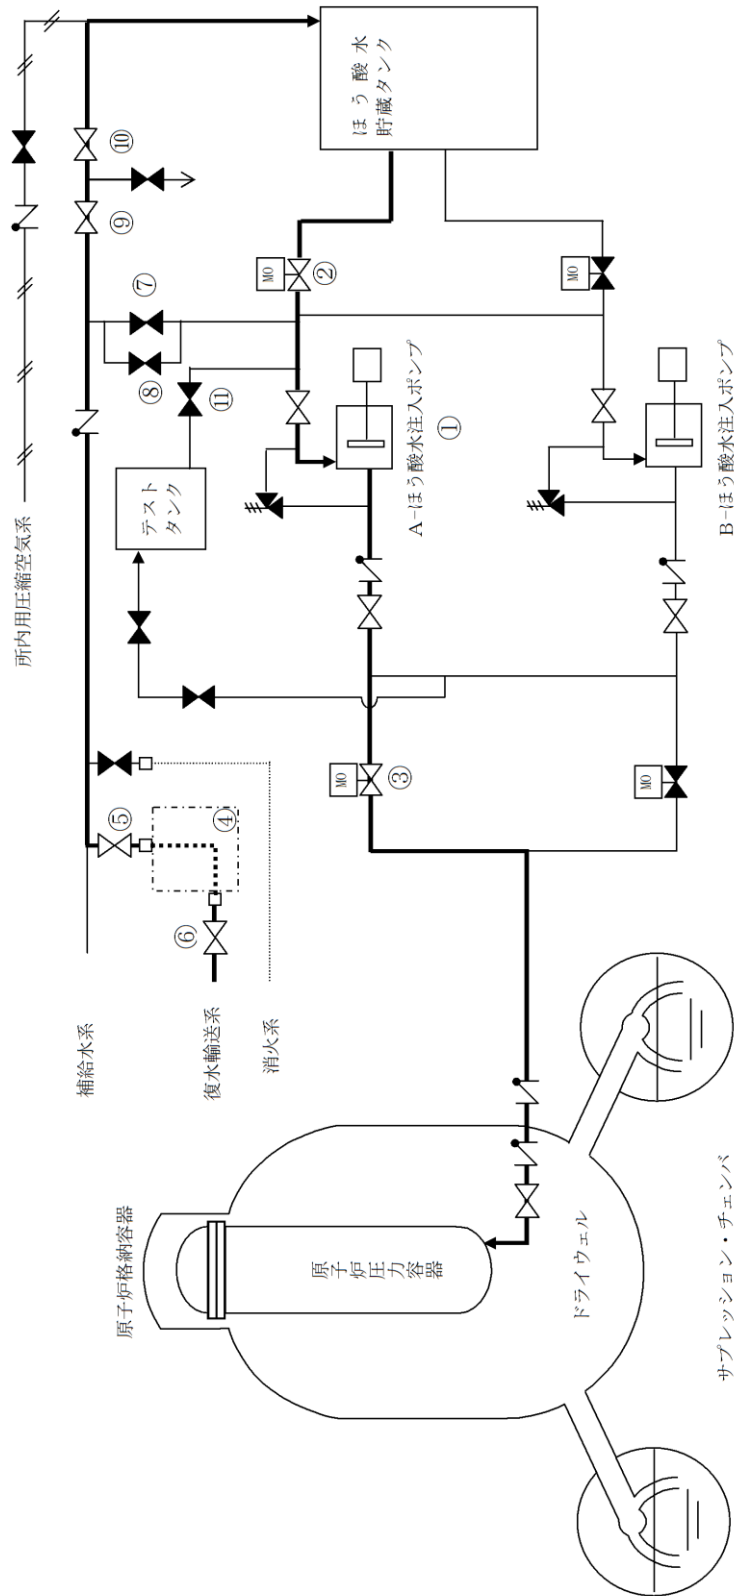 所内用圧縮空気系
補給水系
復水輸送系
消火系
原子炉格納容器
原子炉圧力容器
ドライウェル
サプレッション・チェンバ
テスト
タンク
ほう酸水
貯蔵タンク
A-ほう酸水注入ポンプ
B-ほう酸水注入ポンプ
MO
MO
MO
MO
①
②
③
④
⑤
⑥
⑦
⑧
⑨
⑩
⑪